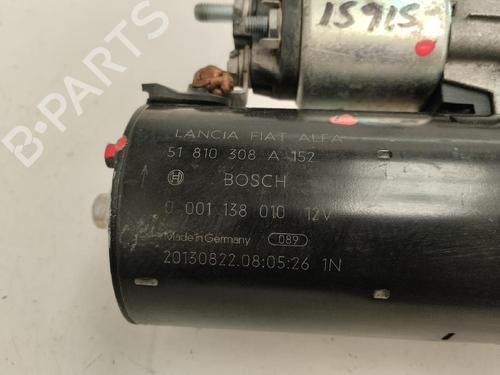 B-PARTS
SI6SI
LANCIA FIAT ALFA
51 810 308 A 152
BOSCH
0 001 138 010 12V
Made in Germany 089
20130822.08:05:26 1N